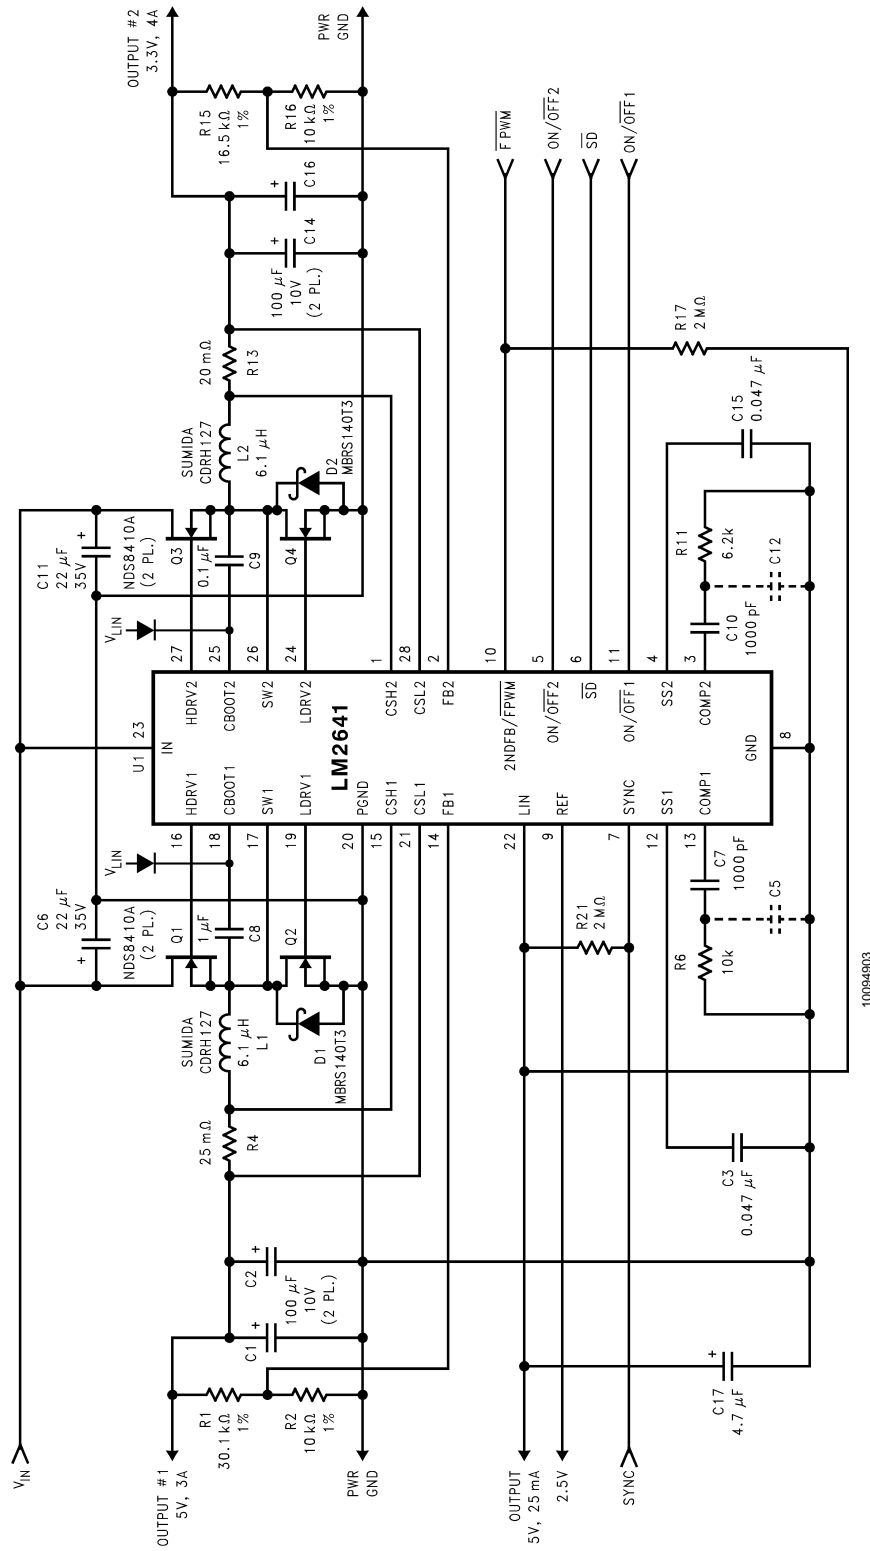 V_IN
OUTPUT #1
5V, 3A
R1
30.1 kΩ
1%
R2
10 kΩ
1%
PWR
GND
C1
+
C2
+
100 µF
10V
(2 PL.)
25 mΩ
R4
SUMIDA
CDRH127
6.1 µH
L1
D1
MBRS140T3
C6
22 µF
35V
+
NDS8410A
(2 PL.)
Q1
1 µF
C8
Q2
V_LIN
16
18
17
19
20
15
21
14
22
9
7
12
13
U1
23
IN
HDRV1
CBOOT1
SW1
LDRV1
PGND
CSH1
CSL1
FB1
LIN
REF
SYNC
SS1
COMP1
LM2641
HDRV2
CBOOT2
SW2
LDRV2
CSH2
CSL2
FB2
2NDFB/FPWM
ON/OFF2
SD
ON/OFF1
SS2
COMP2
GND
8
27
25
26
24
1
28
2
10
5
6
11
4
3
V_LIN
C11
22 µF
35V
+
NDS8410A
(2 PL.)
Q3
0.1 µF
C9
Q4
SUMIDA
CDRH127
L2
6.1 µH
D2
MBRS140T3
20 mΩ
R13
100 µF
10V
(2 PL.)
+
C14
+
C16
R15
16.5 kΩ
1%
R16
10 kΩ
1%
OUTPUT #2
3.3V, 4A
PWR
GND
FPWM
ON/OFF2
SD
ON/OFF1
R17
2 MΩ
C15
0.047 µF
R11
6.2k
C10
1000 pF
C12
OUTPUT
5V, 25 mA
2.5V
SYNC
C17
4.7 µF
+
C3
0.047 µF
R21
2 MΩ
R6
10k
C7
1000 pF
C5
10094903